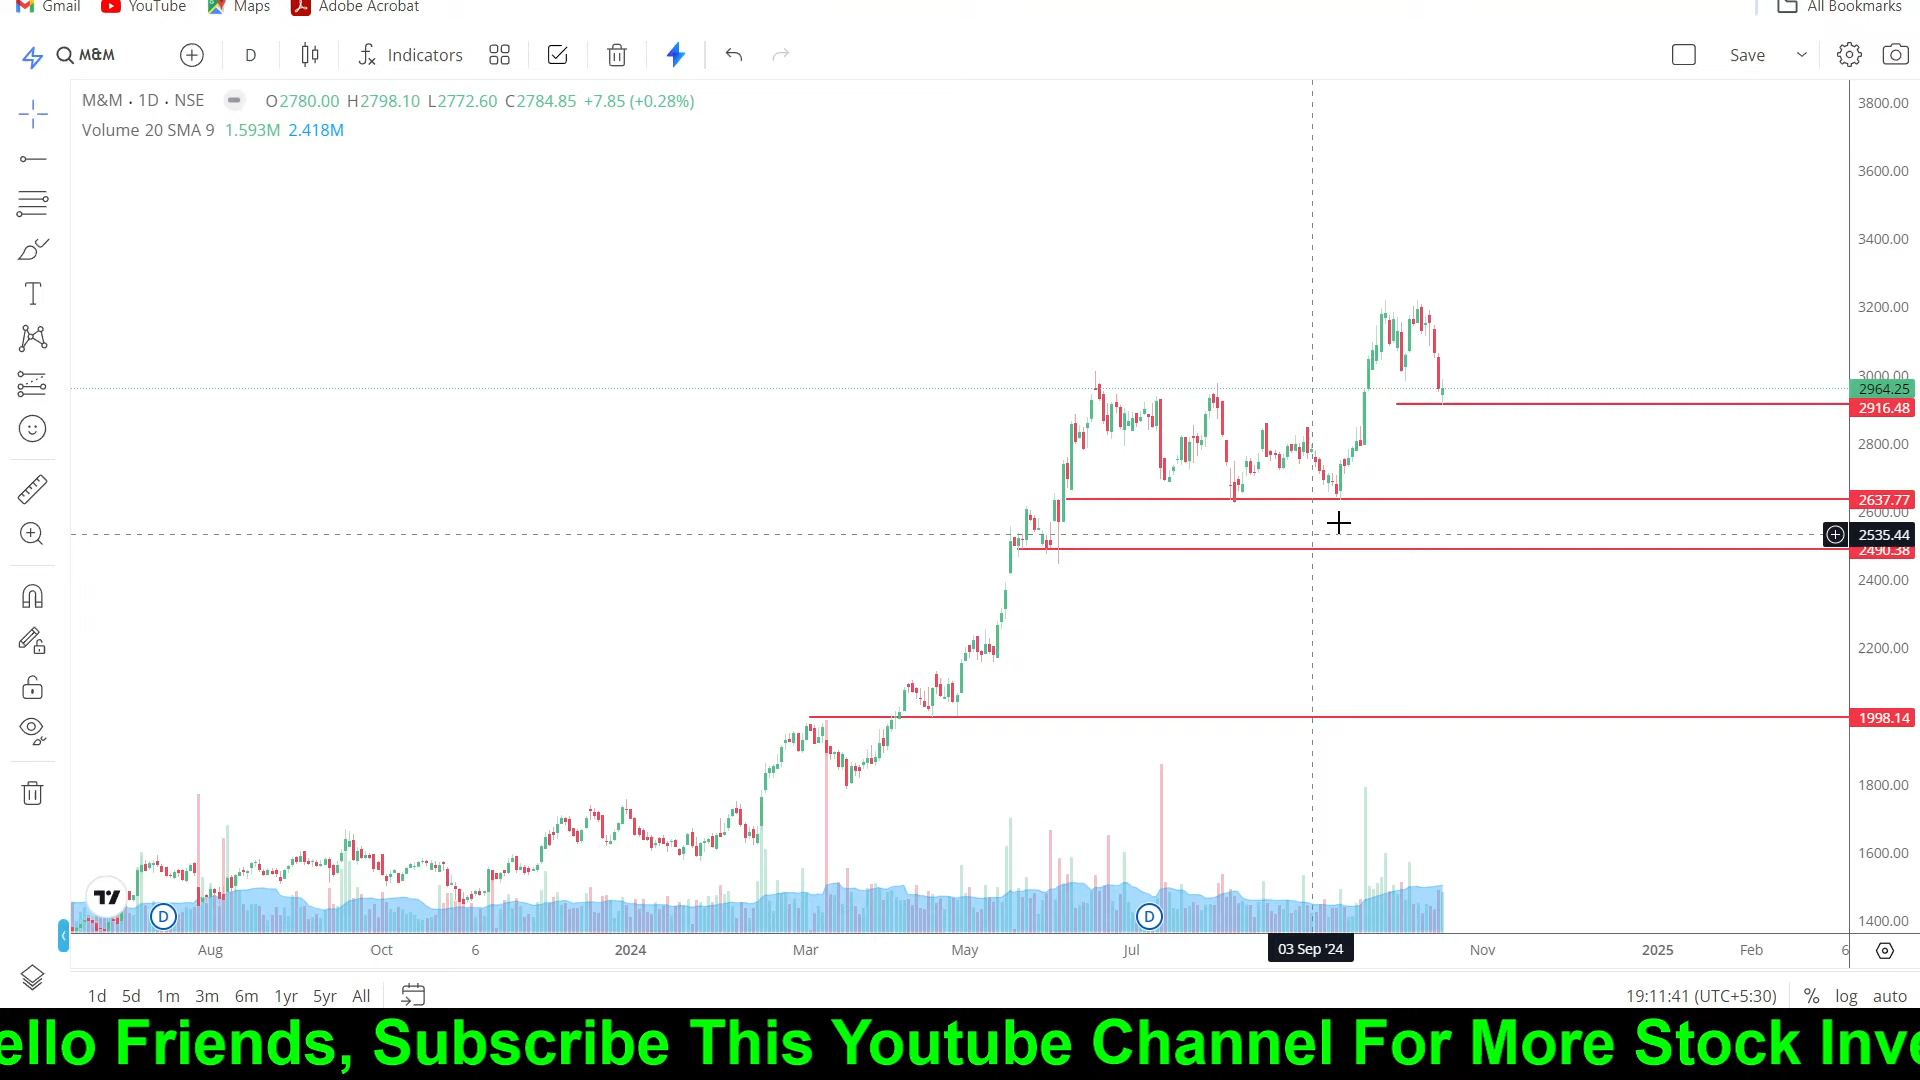 Gmail YouTube Maps Adobe Acrobat All Bookmarks
M&M D Indicators Save
M&M · 1D · NSE O2780.00 H2798.10 L2772.60 C2784.85 +7.85 (+0.28%)
Volume 20 SMA 9 1.593M 2.418M
3800.00
3600.00
3400.00
3200.00
3000.00
2964.25
2916.48
2800.00
2637.77
2600.00
2535.44
2490.38
2400.00
2200.00
1998.14
1800.00
1600.00
1400.00
D D
Aug Oct 6 2024 Mar May Jul 03 Sep '24 Nov 2025 Feb 6
1d 5d 1m 3m 6m 1yr 5yr All 19:11:41 (UTC+5:30) % log auto
ello Friends, Subscribe This Youtube Channel For More Stock Inve